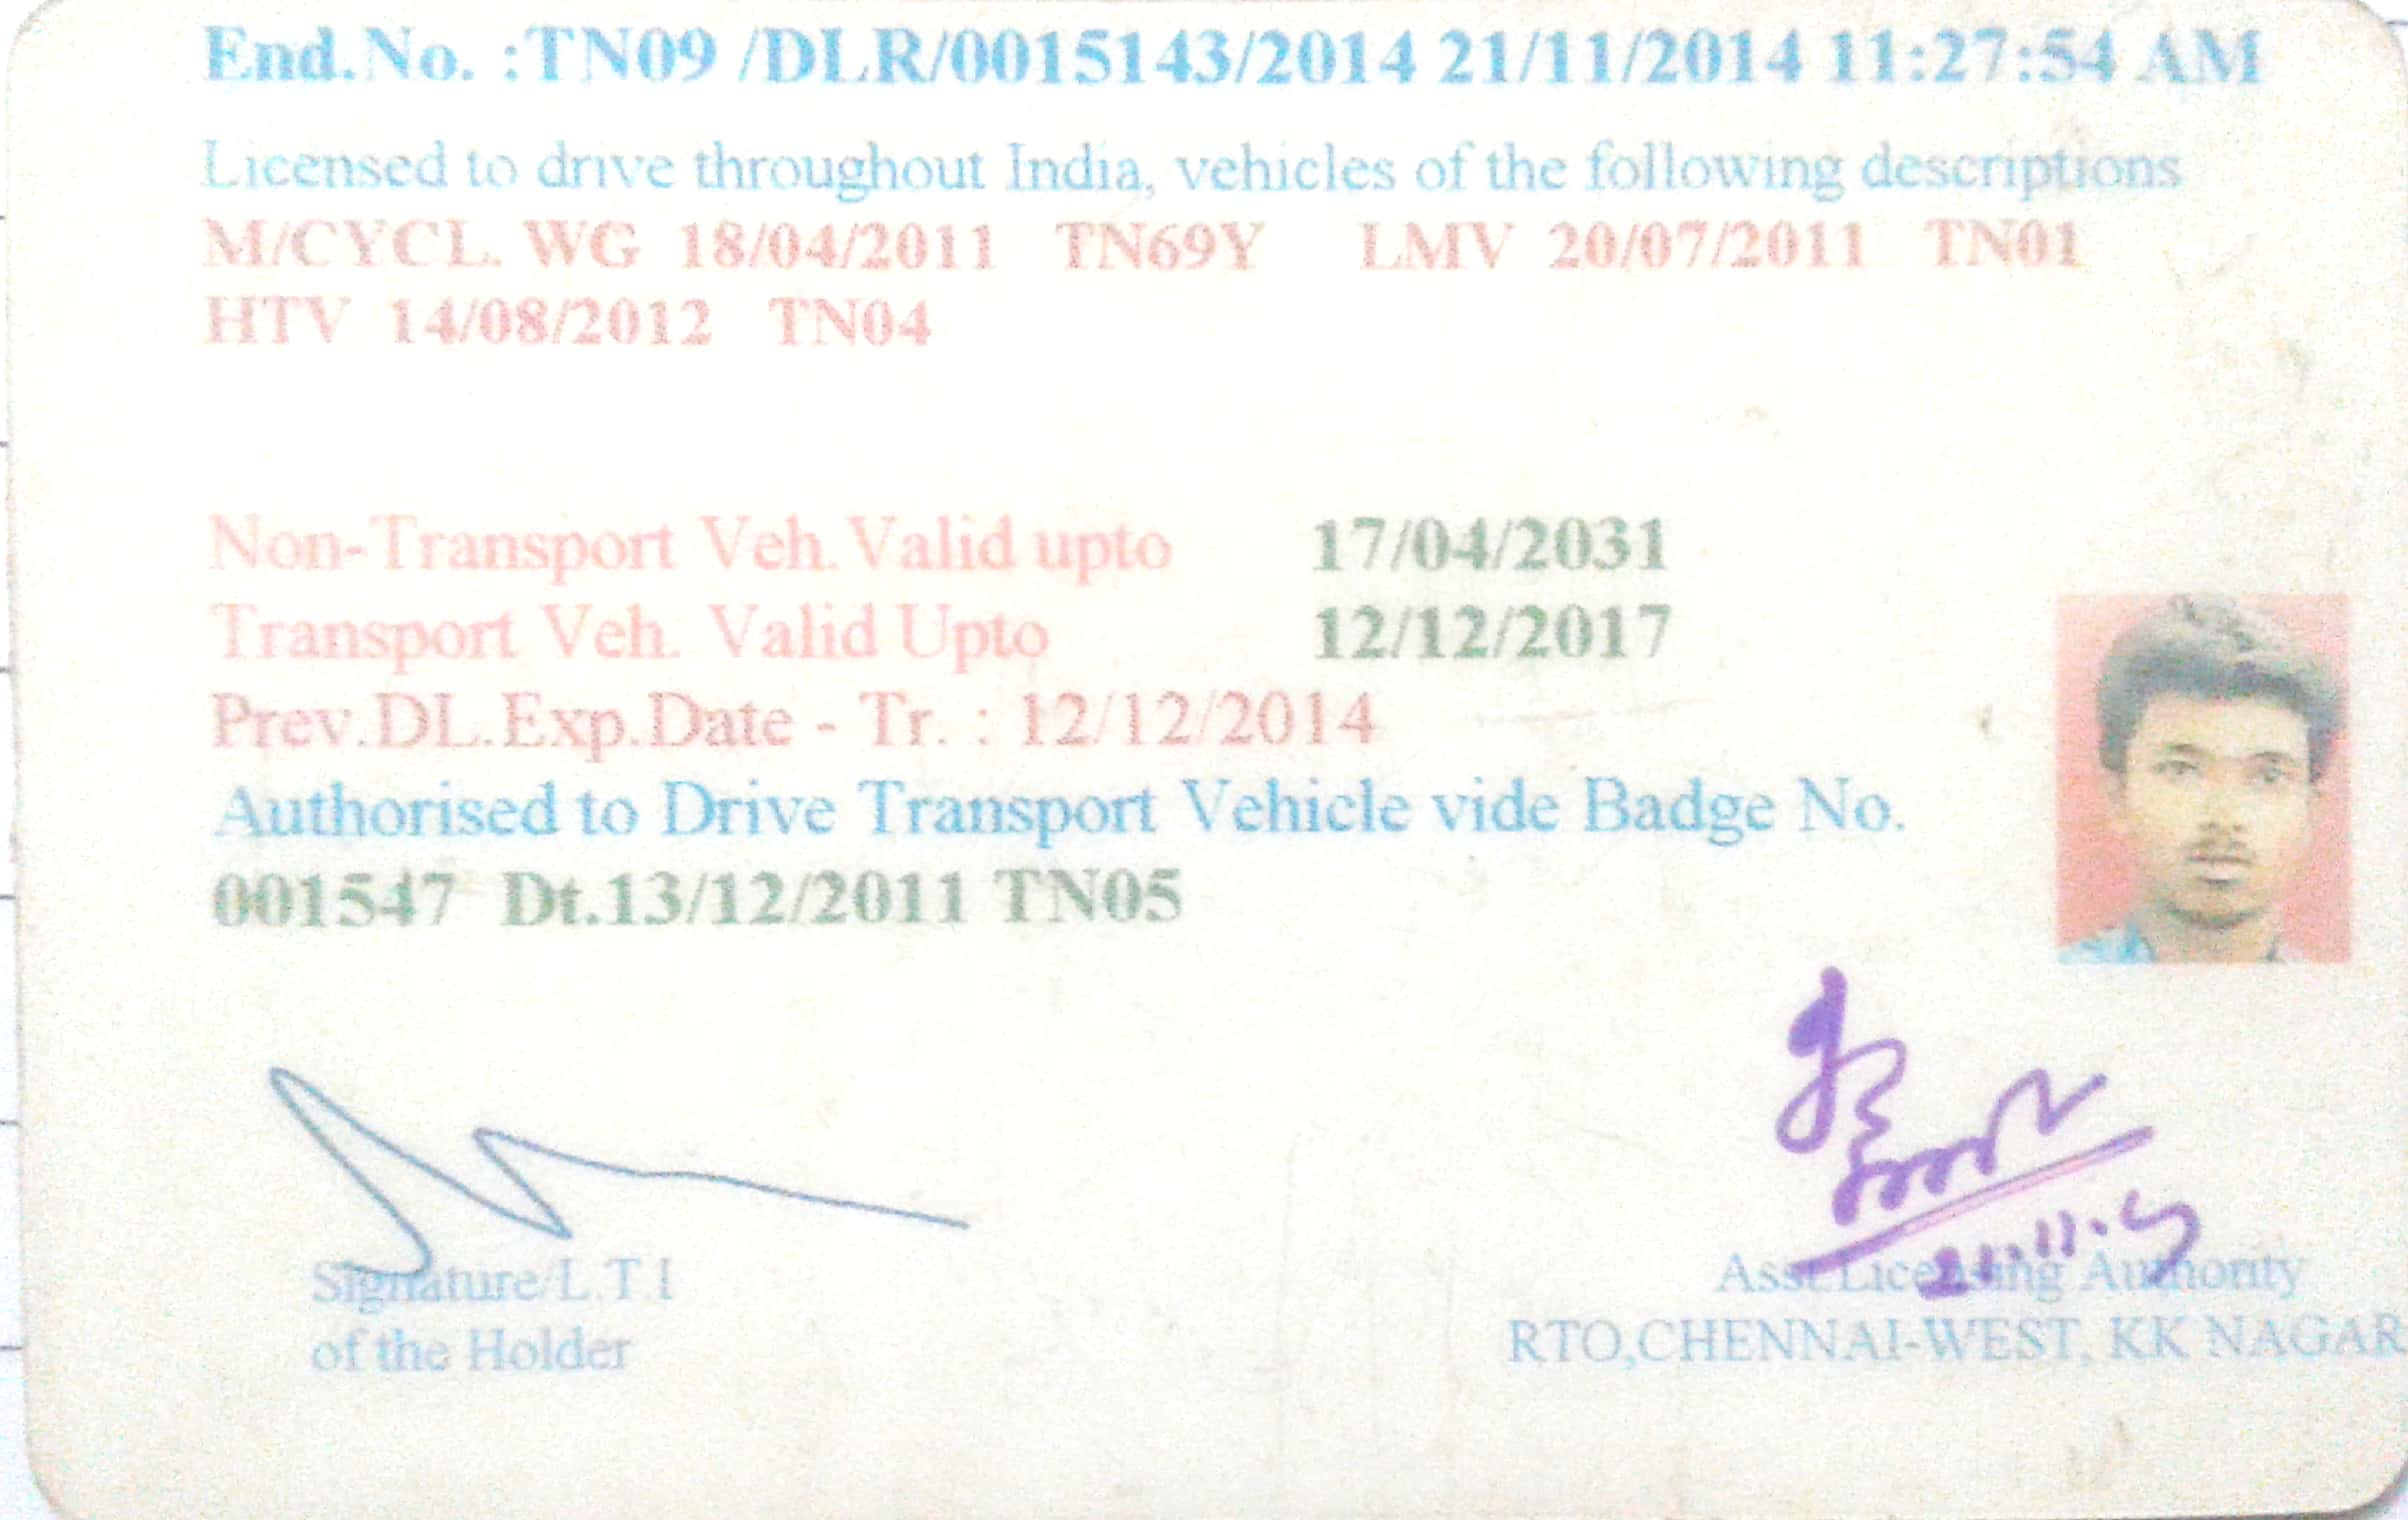 End.No. :TN09 /DLR/0015143/2014 21/11/2014 11:27:54 AM
Licensed to drive throughout India, vehicles of the following descriptions
M/CYCL. WG 18/04/2011 TN69Y LMV 20/07/2011 TN01
HTV 14/08/2012 TN04
Non-Transport Veh.Valid upto 17/04/2031
Transport Veh. Valid Upto 12/12/2017
Prev.DL.Exp.Date - Tr. : 12/12/2014
Authorised to Drive Transport Vehicle vide Badge No.
001547 Dt.13/12/2011 TN05
Signature/L.T.I
of the Holder
Asst.Licensing Authority
RTO,CHENNAI-WEST, KK NAGAR